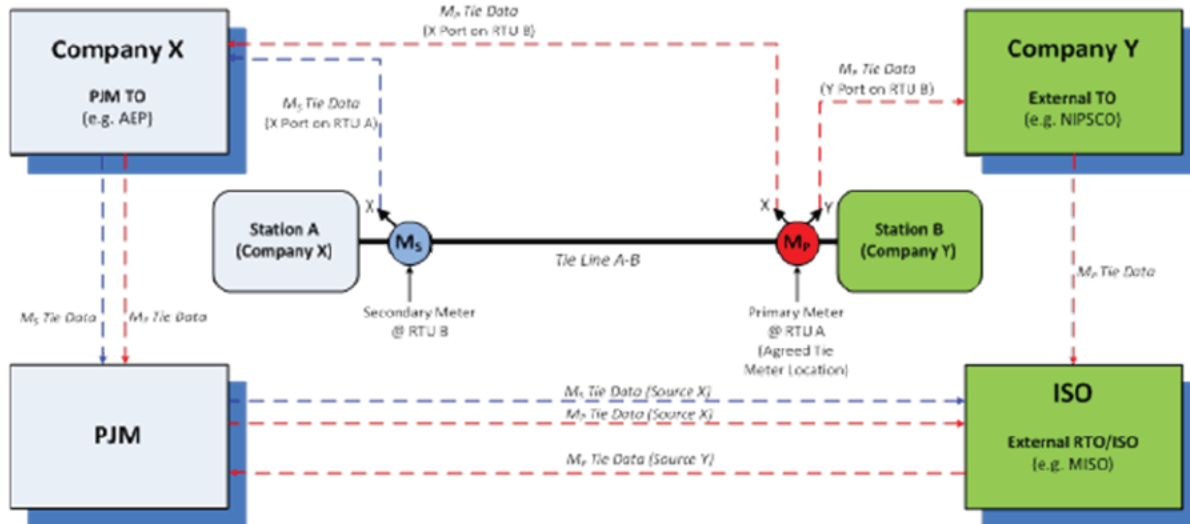 Company X
PJM TO
(e.g. AEP)
Mₚ Tie Data
(X Port on RTU B)
Mₛ Tie Data
(X Port on RTU A)
Mₚ Tie Data
(Y Port on RTU B)
Company Y
External TO
(e.g. NIPSCO)
Station A
(Company X)
X
Mₛ
Tie Line A-B
X
Y
Mₚ
Station B
(Company Y)
Secondary Meter
@ RTU B
Primary Meter
@ RTU A
(Agreed Tie
Meter Location)
Mₛ Tie Data
Mₚ Tie Data
Mₚ Tie Data
PJM
Mₛ Tie Data (Source X)
Mₚ Tie Data (Source X)
Mₚ Tie Data (Source Y)
ISO
External RTO/ISO
(e.g. MISO)